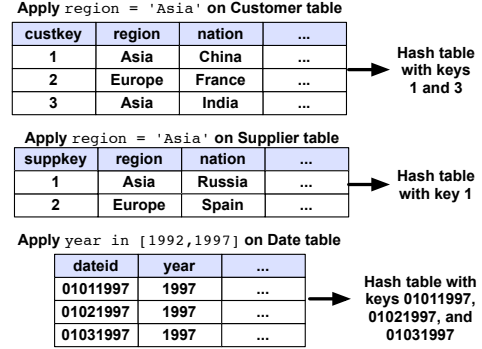 Apply region = 'Asia' on Customer table
custkey region nation ...
1 Asia China ...
2 Europe France ...
3 Asia India ...
Hash table
with keys
1 and 3
Apply region = 'Asia' on Supplier table
suppkey region nation ...
1 Asia Russia ...
2 Europe Spain ...
Hash table
with key 1
Apply year in [1992,1997] on Date table
dateid year ...
01011997 1997 ...
01021997 1997 ...
01031997 1997 ...
Hash table with
keys 01011997,
01021997, and
01031997